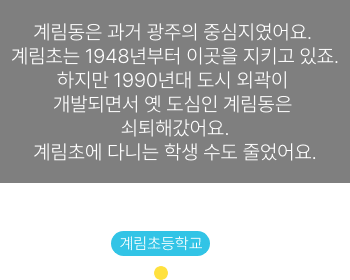 계림동은 과거 광주의 중심지였어요.
계림초는 1948년부터 이곳을 지키고 있죠.
하지만 1990년대 도시 외곽이
개발되면서 옛 도심인 계림동은
쇠퇴해갔어요.
계림초에 다니는 학생 수도 줄었어요.
계림초등학교